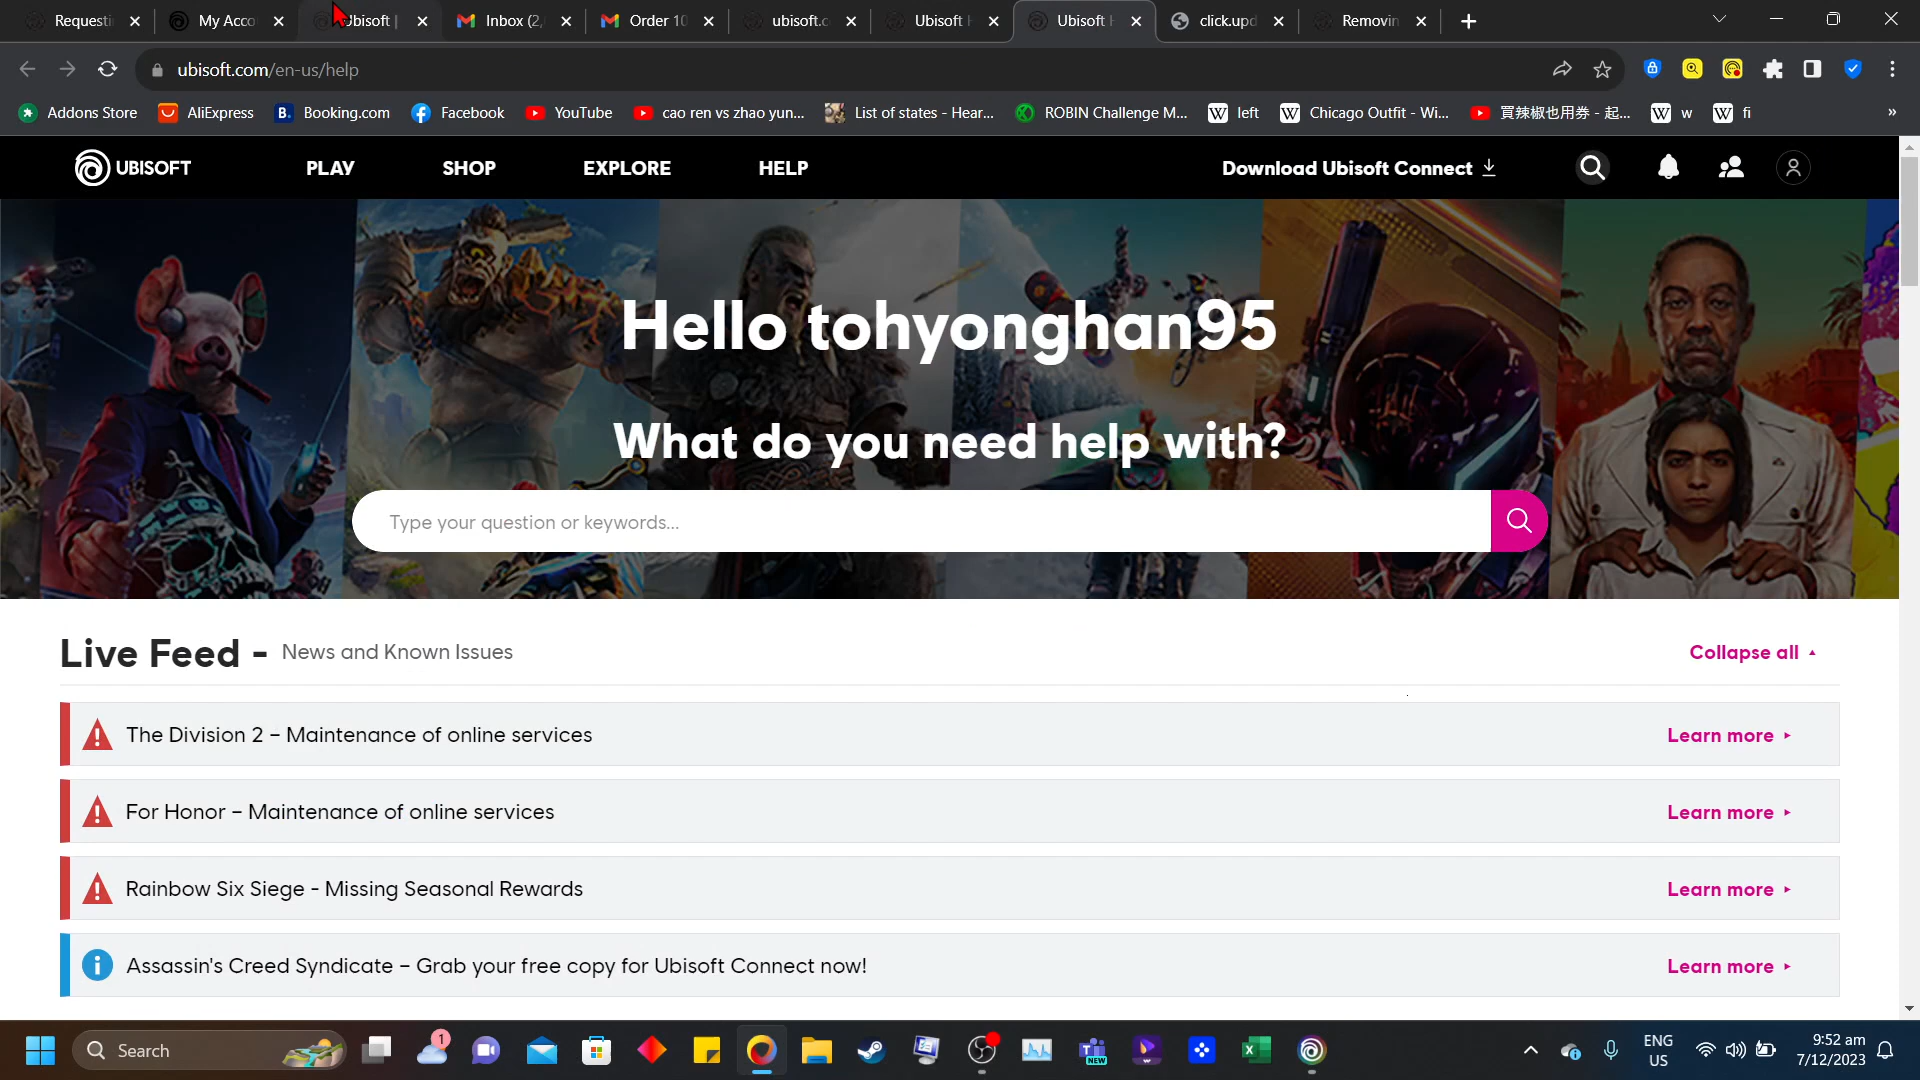 Requesti
My Acco
Ubisoft |
Inbox (2,
Order 10
ubisoft.c
Ubisoft H
Ubisoft H
click.upd
Removin
ubisoft.com/en-us/help
Addons Store
AliExpress
Booking.com
Facebook
YouTube
cao ren vs zhao yun...
List of states - Hear...
ROBIN Challenge M...
left
Chicago Outfit - Wi...
買辣椒也用券 - 起...
w
fi
UBISOFT
PLAY
SHOP
EXPLORE
HELP
Download Ubisoft Connect
Hello tohyonghan95
What do you need help with?
Type your question or keywords...
Live Feed - News and Known Issues
Collapse all
The Division 2 – Maintenance of online services
Learn more
For Honor – Maintenance of online services
Learn more
Rainbow Six Siege - Missing Seasonal Rewards
Learn more
Assassin's Creed Syndicate – Grab your free copy for Ubisoft Connect now!
Learn more
Search
1
NEW
ENG
US
9:52 am
7/12/2023